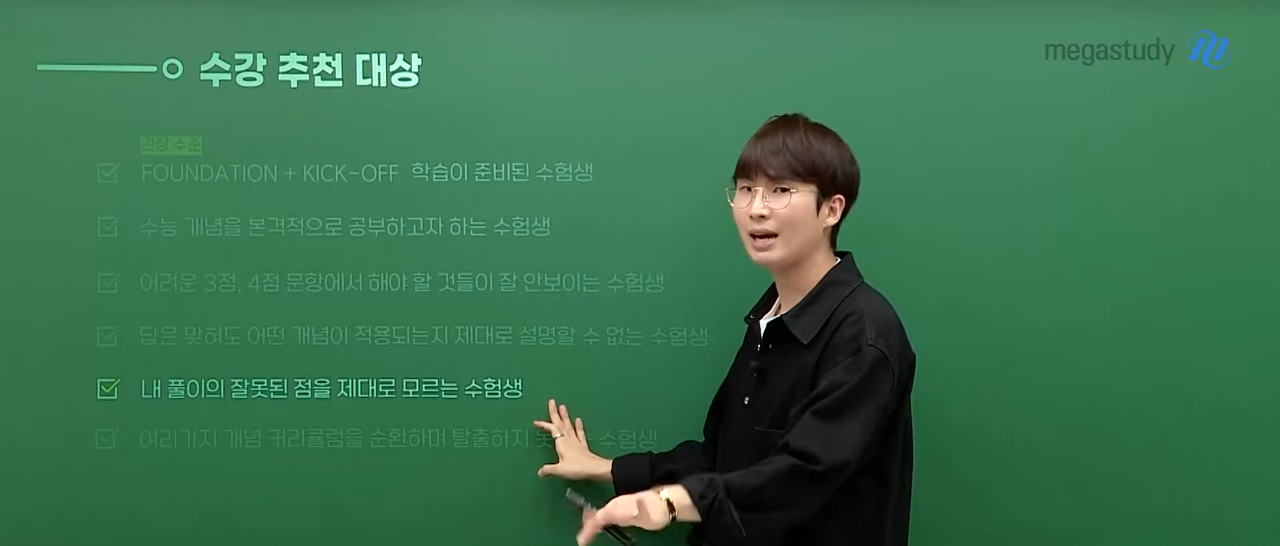 수강 추천 대상
megastudy
권장 수준
FOUNDATION + KICK-OFF 학습이 준비된 수험생
수능 개념을 본격적으로 공부하고자 하는 수험생
어려운 3점, 4점 문항에서 해야 할 것들이 잘 안보이는 수험생
답은 맞혀도 어떤 개념이 적용되는지 제대로 설명할 수 없는 수험생
내 풀이의 잘못된 점을 제대로 모르는 수험생
여러가지 개념 커리큘럼을 순환하며 탈출하지 수험생